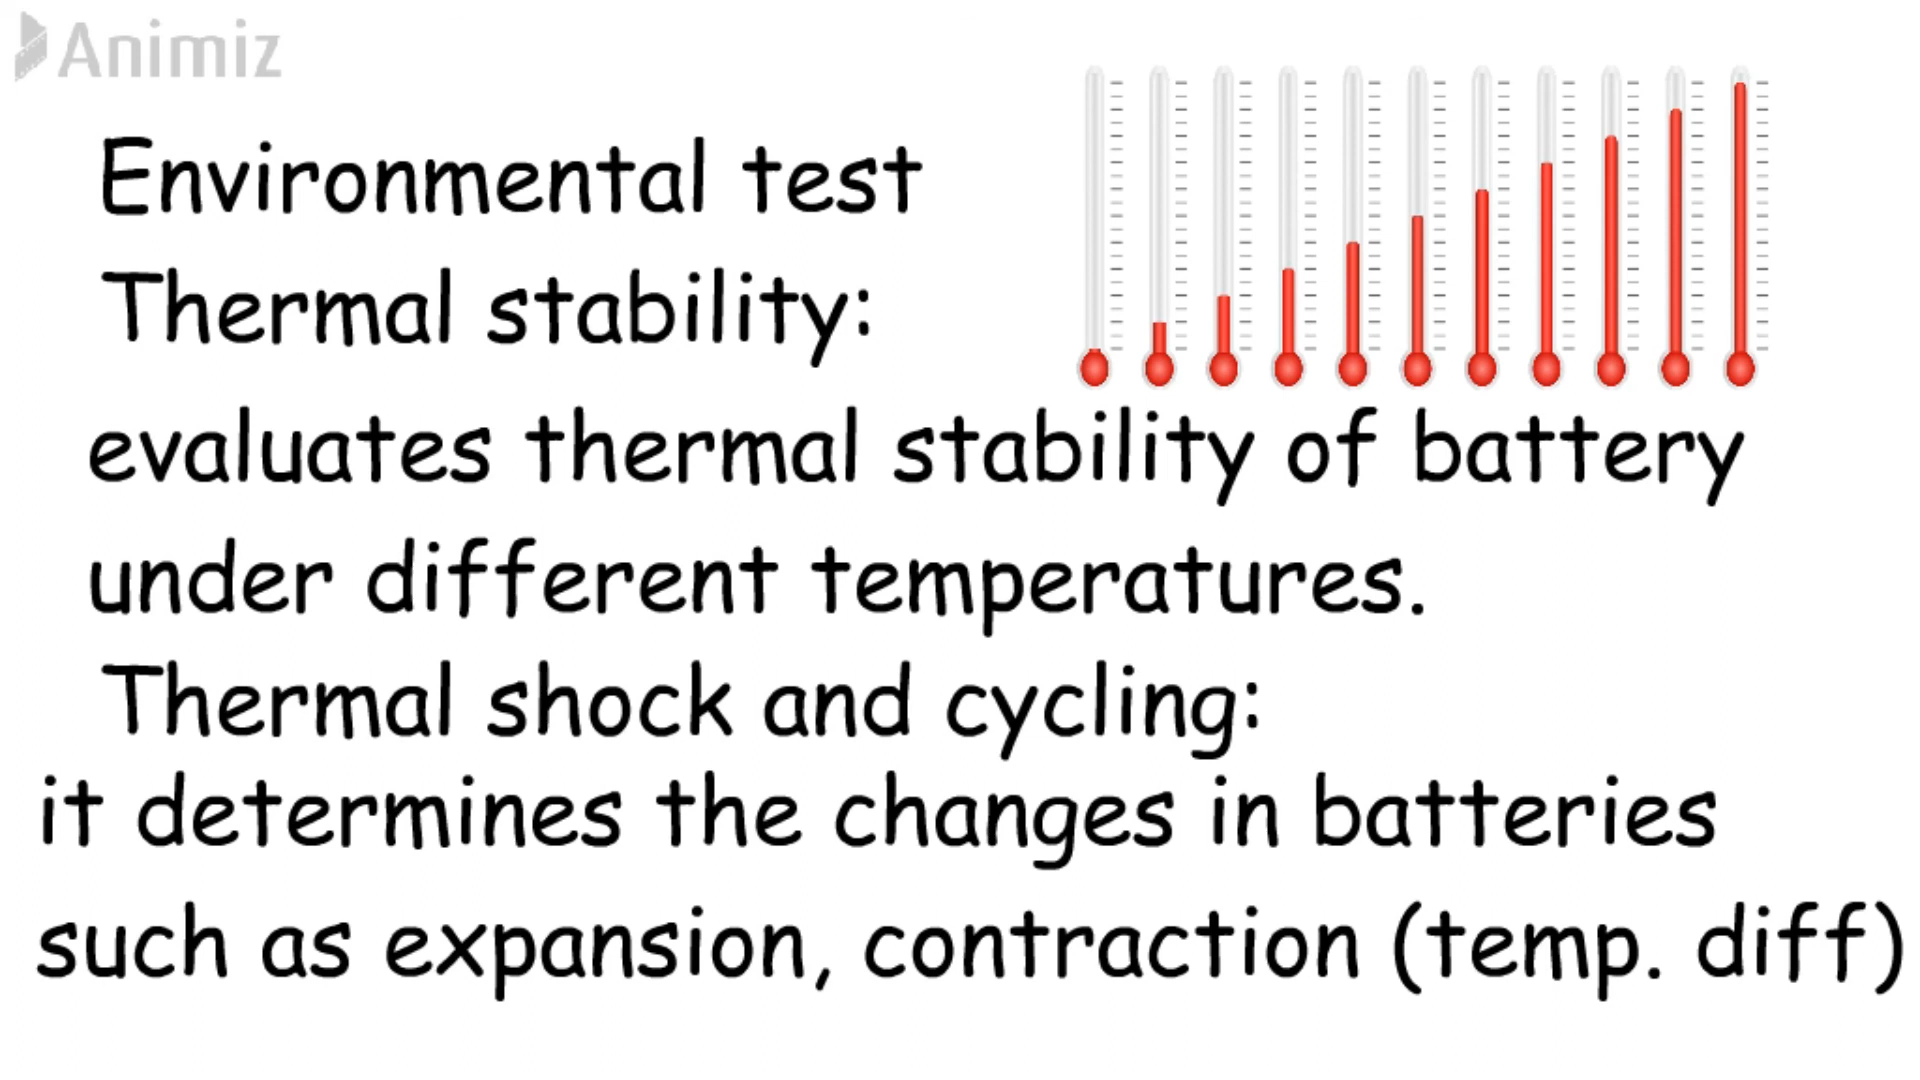 Animiz
Environmental test
Thermal stability:
evaluates thermal stability of battery
under different temperatures.
Thermal shock and cycling:
it determines the changes in batteries
such as expansion, contraction (temp. diff)